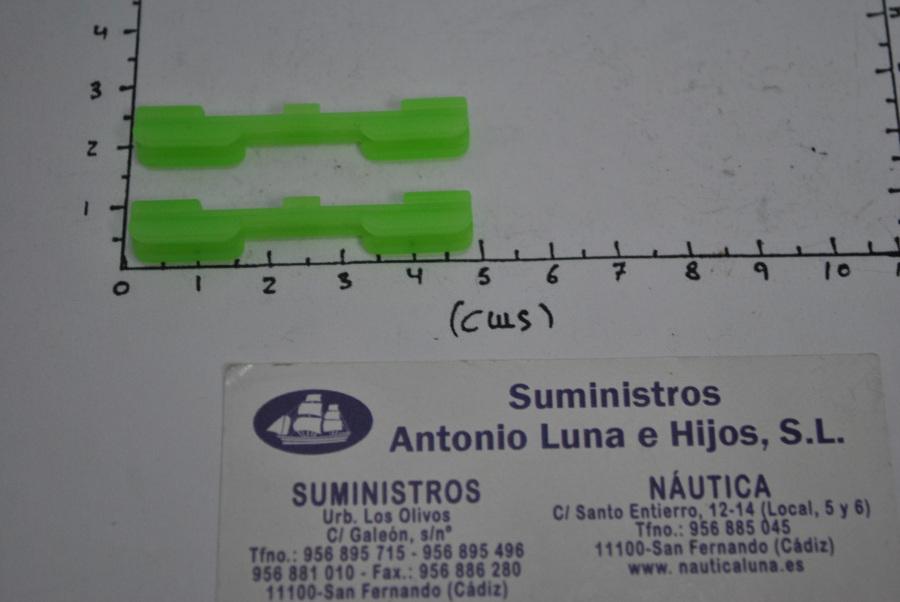 4
3
2
1
0 1 2 3 4 5 6 7 8 9 10
(cms)
Suministros
Antonio Luna e Hijos, S.L.
SUMINISTROS
Urb. Los Olivos
C/ Galeón, s/nº
Tfno.: 956 895 715 - 956 895 496
956 881 010 - Fax.: 956 886 280
11100-San Fernando (Cádiz)
NÁUTICA
C/ Santo Entierro, 12-14 (Local, 5 y 6)
Tfno.: 956 885 045
11100-San Fernando (Cádiz)
www. nauticaluna.es